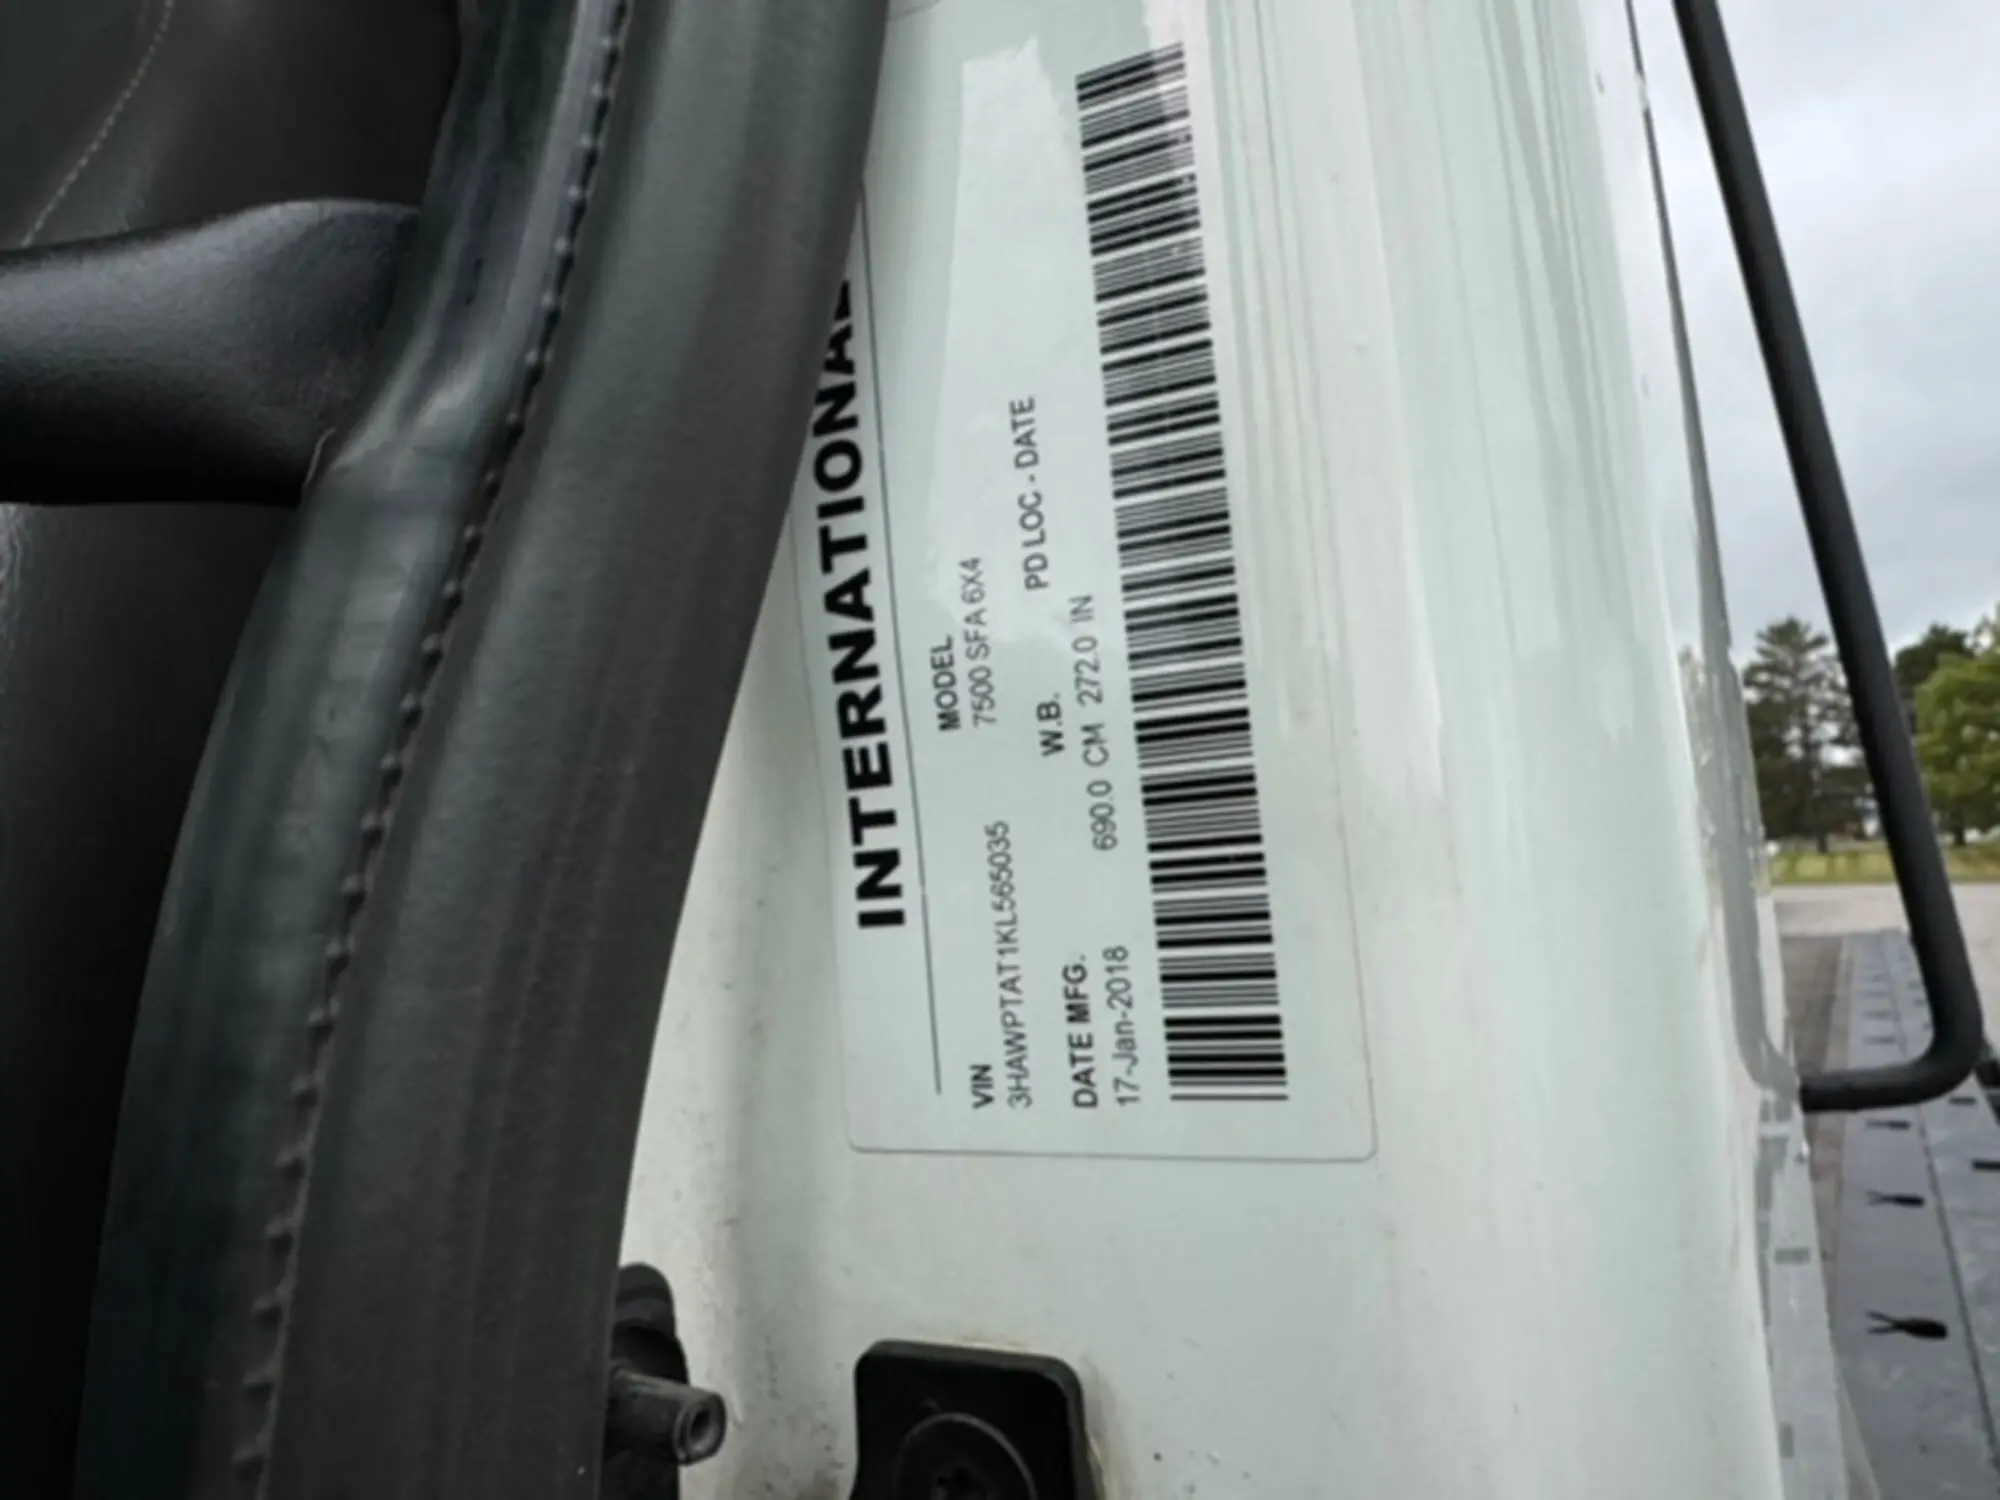 INTERNATIONAL
VIN
3HAWPTAT1KL565035
MODEL
7500 SFA 6X4
DATE MFG.
17-Jan-2018
W.B.
690.0 CM 272.0 IN
PD LOC - DATE